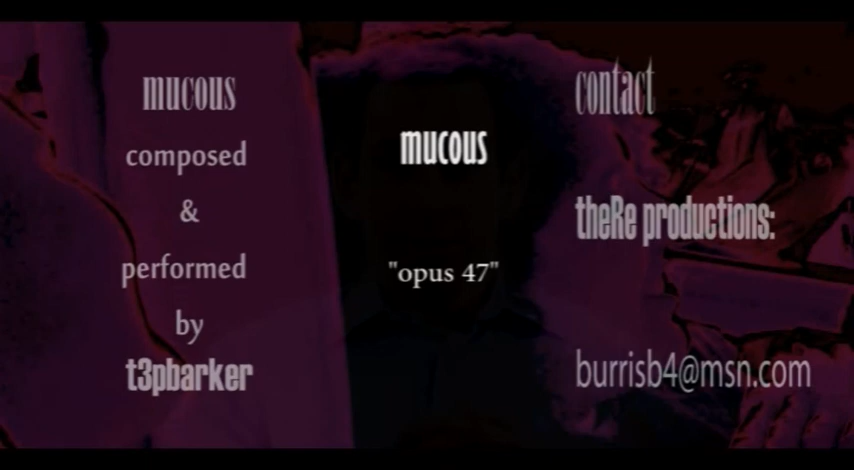 mucous
composed
&
performed
by
t3pbarker
mucous
"opus 47"
contact
theRe productions:
burrisb4@msn.com